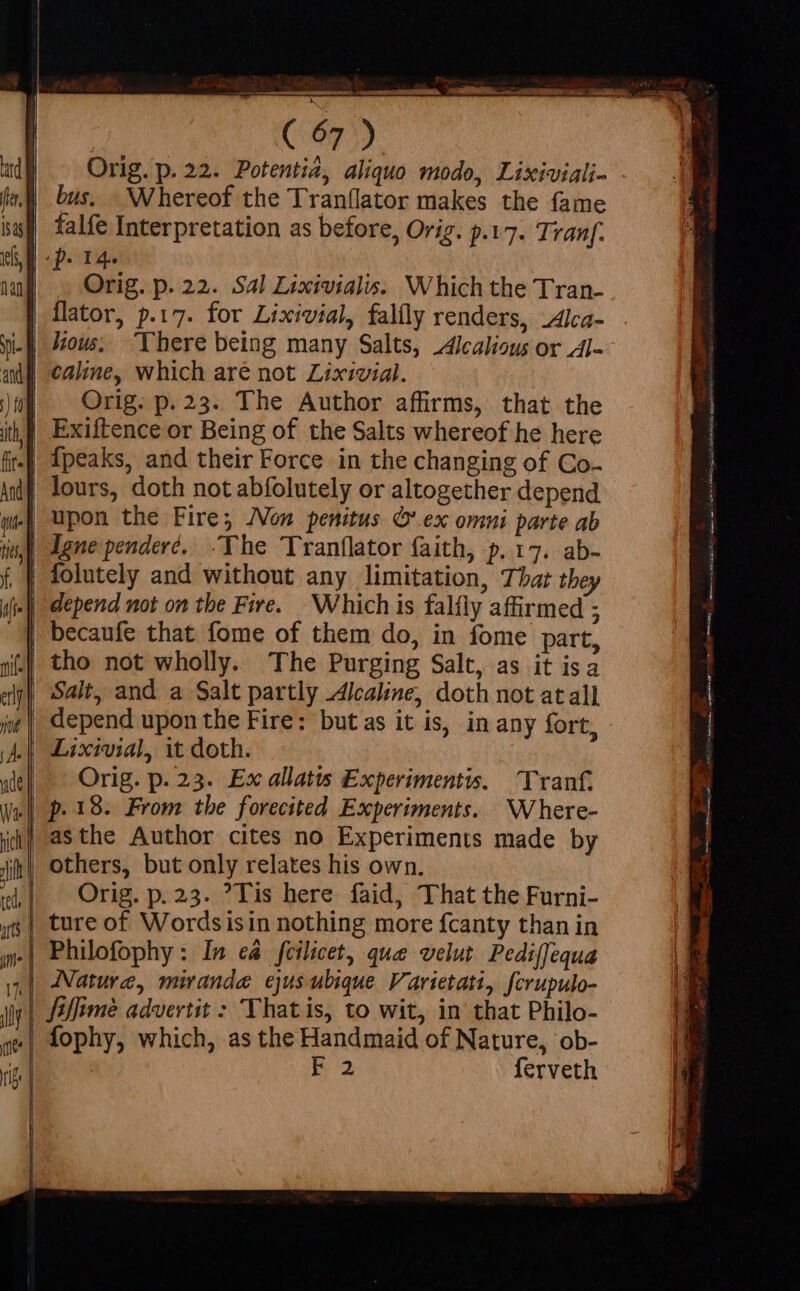 ( 67 )
Orig. p. 22. Potentiâ, aliquo modo, Lixiviali-
bus. Whereof the Tranſlator makes the ſame
falſe Interpretation as before, Orig. p.17. Tranſ.
p. 14.
Orig. p. 22. Sal Lixivialis. Which the Tran-
ſlator, p.17. for Lixivial, falſly renders, Alca-
lious. There being many Salts, Alcalious or Al-
caline, which are not Lixivial.
Orig. p. 23. The Author affirms, that the
Exiſtence or Being of the Salts whereof he here
ſpeaks, and their Force in the changing of Co-
lours, doth not abſolutely or altogether depend
upon the Fire; Non penitus & ex omni parte ab
Igne penderé. The Tranſlator ſaith, p. 17. ab-
ſolutely and without any limitation, That they
depend not on the Fire. Which is falſly affirmed ;
becauſe that ſome of them do, in ſome part,
tho not wholly. The Purging Salt, as it is a
Salt, and a Salt partly Alcaline, doth not at all
depend upon the Fire: but as it is, in any ſort,
Lixivial, it doth.
Orig. p. 23. Ex allatis Experimentis. Tranſ.
p. 18. From the forecited Experiments. Where-
as the Author cites no Experiments made by
others, but only relates his own.
Orig. p. 23. 'Tis here ſaid, That the Furni-
ture of Words is in nothing more ſcanty than in
Philoſophy : In eâ ſcilicet, quæ velut Pediſſequa
Naturæ, mirandæ ejus ubique Varietati, ſcrupulo-
ſiſſimè advertit : That is, to wit, in that Philo-
ſophy, which, as the Handmaid of Nature, ob-
F 2 ſerveth